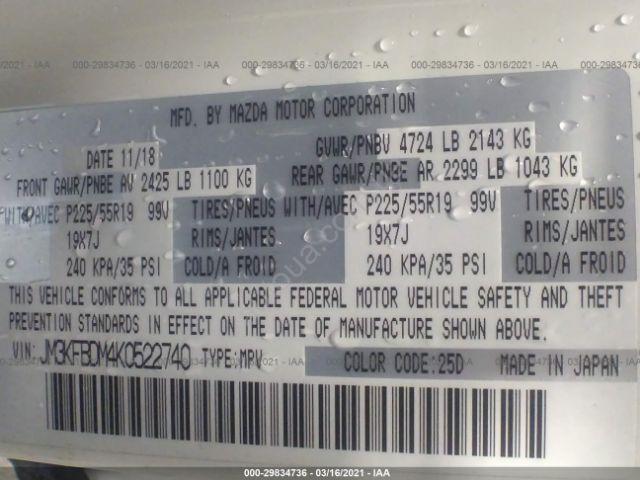 000-29834736 - 03/16/2021 - IAA
MFD. BY MAZDA MOTOR CORPORATION
DATE 11/18
GVWR/PNBV 4724 LB 2143 KG
FRONT GAWR/PNBE AV 2425 LB 1100 KG
REAR GAWR/PNBE AR 2299 LB 1043 KG
WITH/AVEC P225/55R19 99V TIRES/PNEUS WITH/AVEC P225/55R19 99V TIRES/PNEUS
19X7J RIMS/JANTES 19X7J RIMS/JANTES
240 KPA/35 PSI COLD/A FROID 240 KPA/35 PSI COLD/A FROID
THIS VEHICLE CONFORMS TO ALL APPLICABLE FEDERAL MOTOR VEHICLE SAFETY AND THEFT
PREVENTION STANDARDS IN EFFECT ON THE DATE OF MANUFACTURE SHOWN ABOVE.
VIN: JM3KFBDM4K0522740 TYPE:MPV COLOR CODE:25D MADE IN JAPAN
000-29834736 - 03/16/2021 - IAA